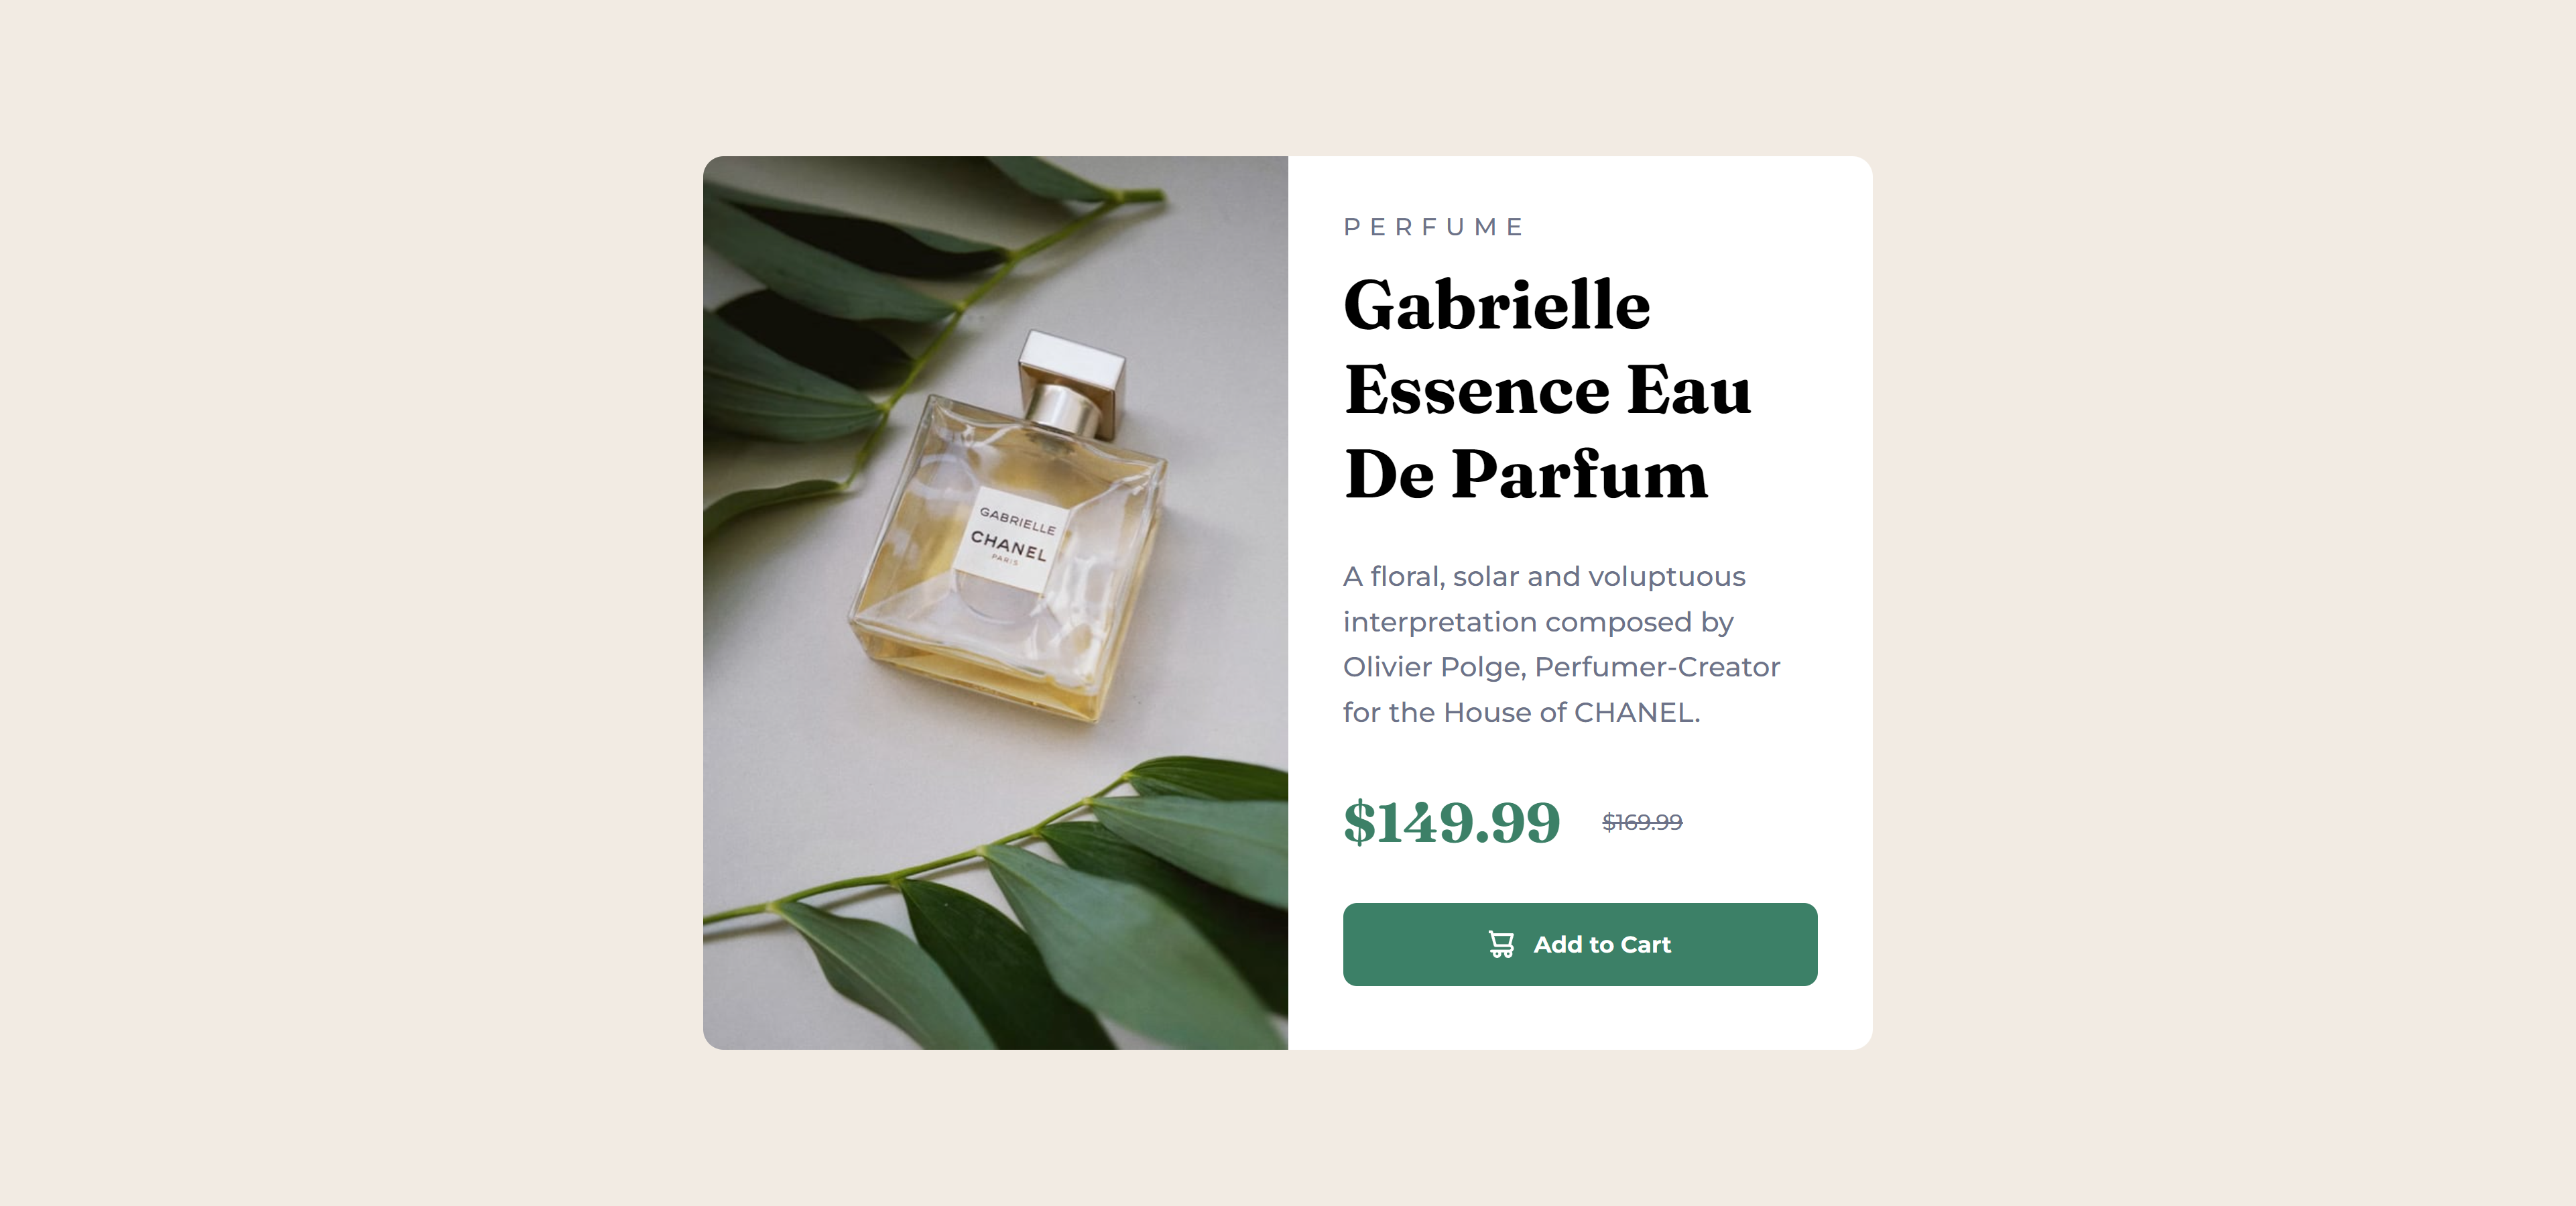 GABRIELLE
CHANEL
PARIS
PERFUME
Gabrielle
Essence Eau
De Parfum
A floral, solar and voluptuous
interpretation composed by
Olivier Polge, Perfumer-Creator
for the House of CHANEL.
$149.99 $169.99
Add to Cart